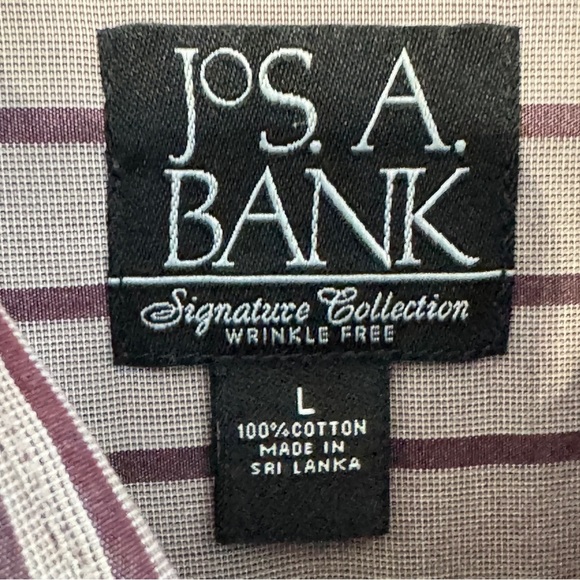 JoS. A.
BANK
Signature Collection
WRINKLE FREE
L
100%COTTON
MADE IN
SRI LANKA